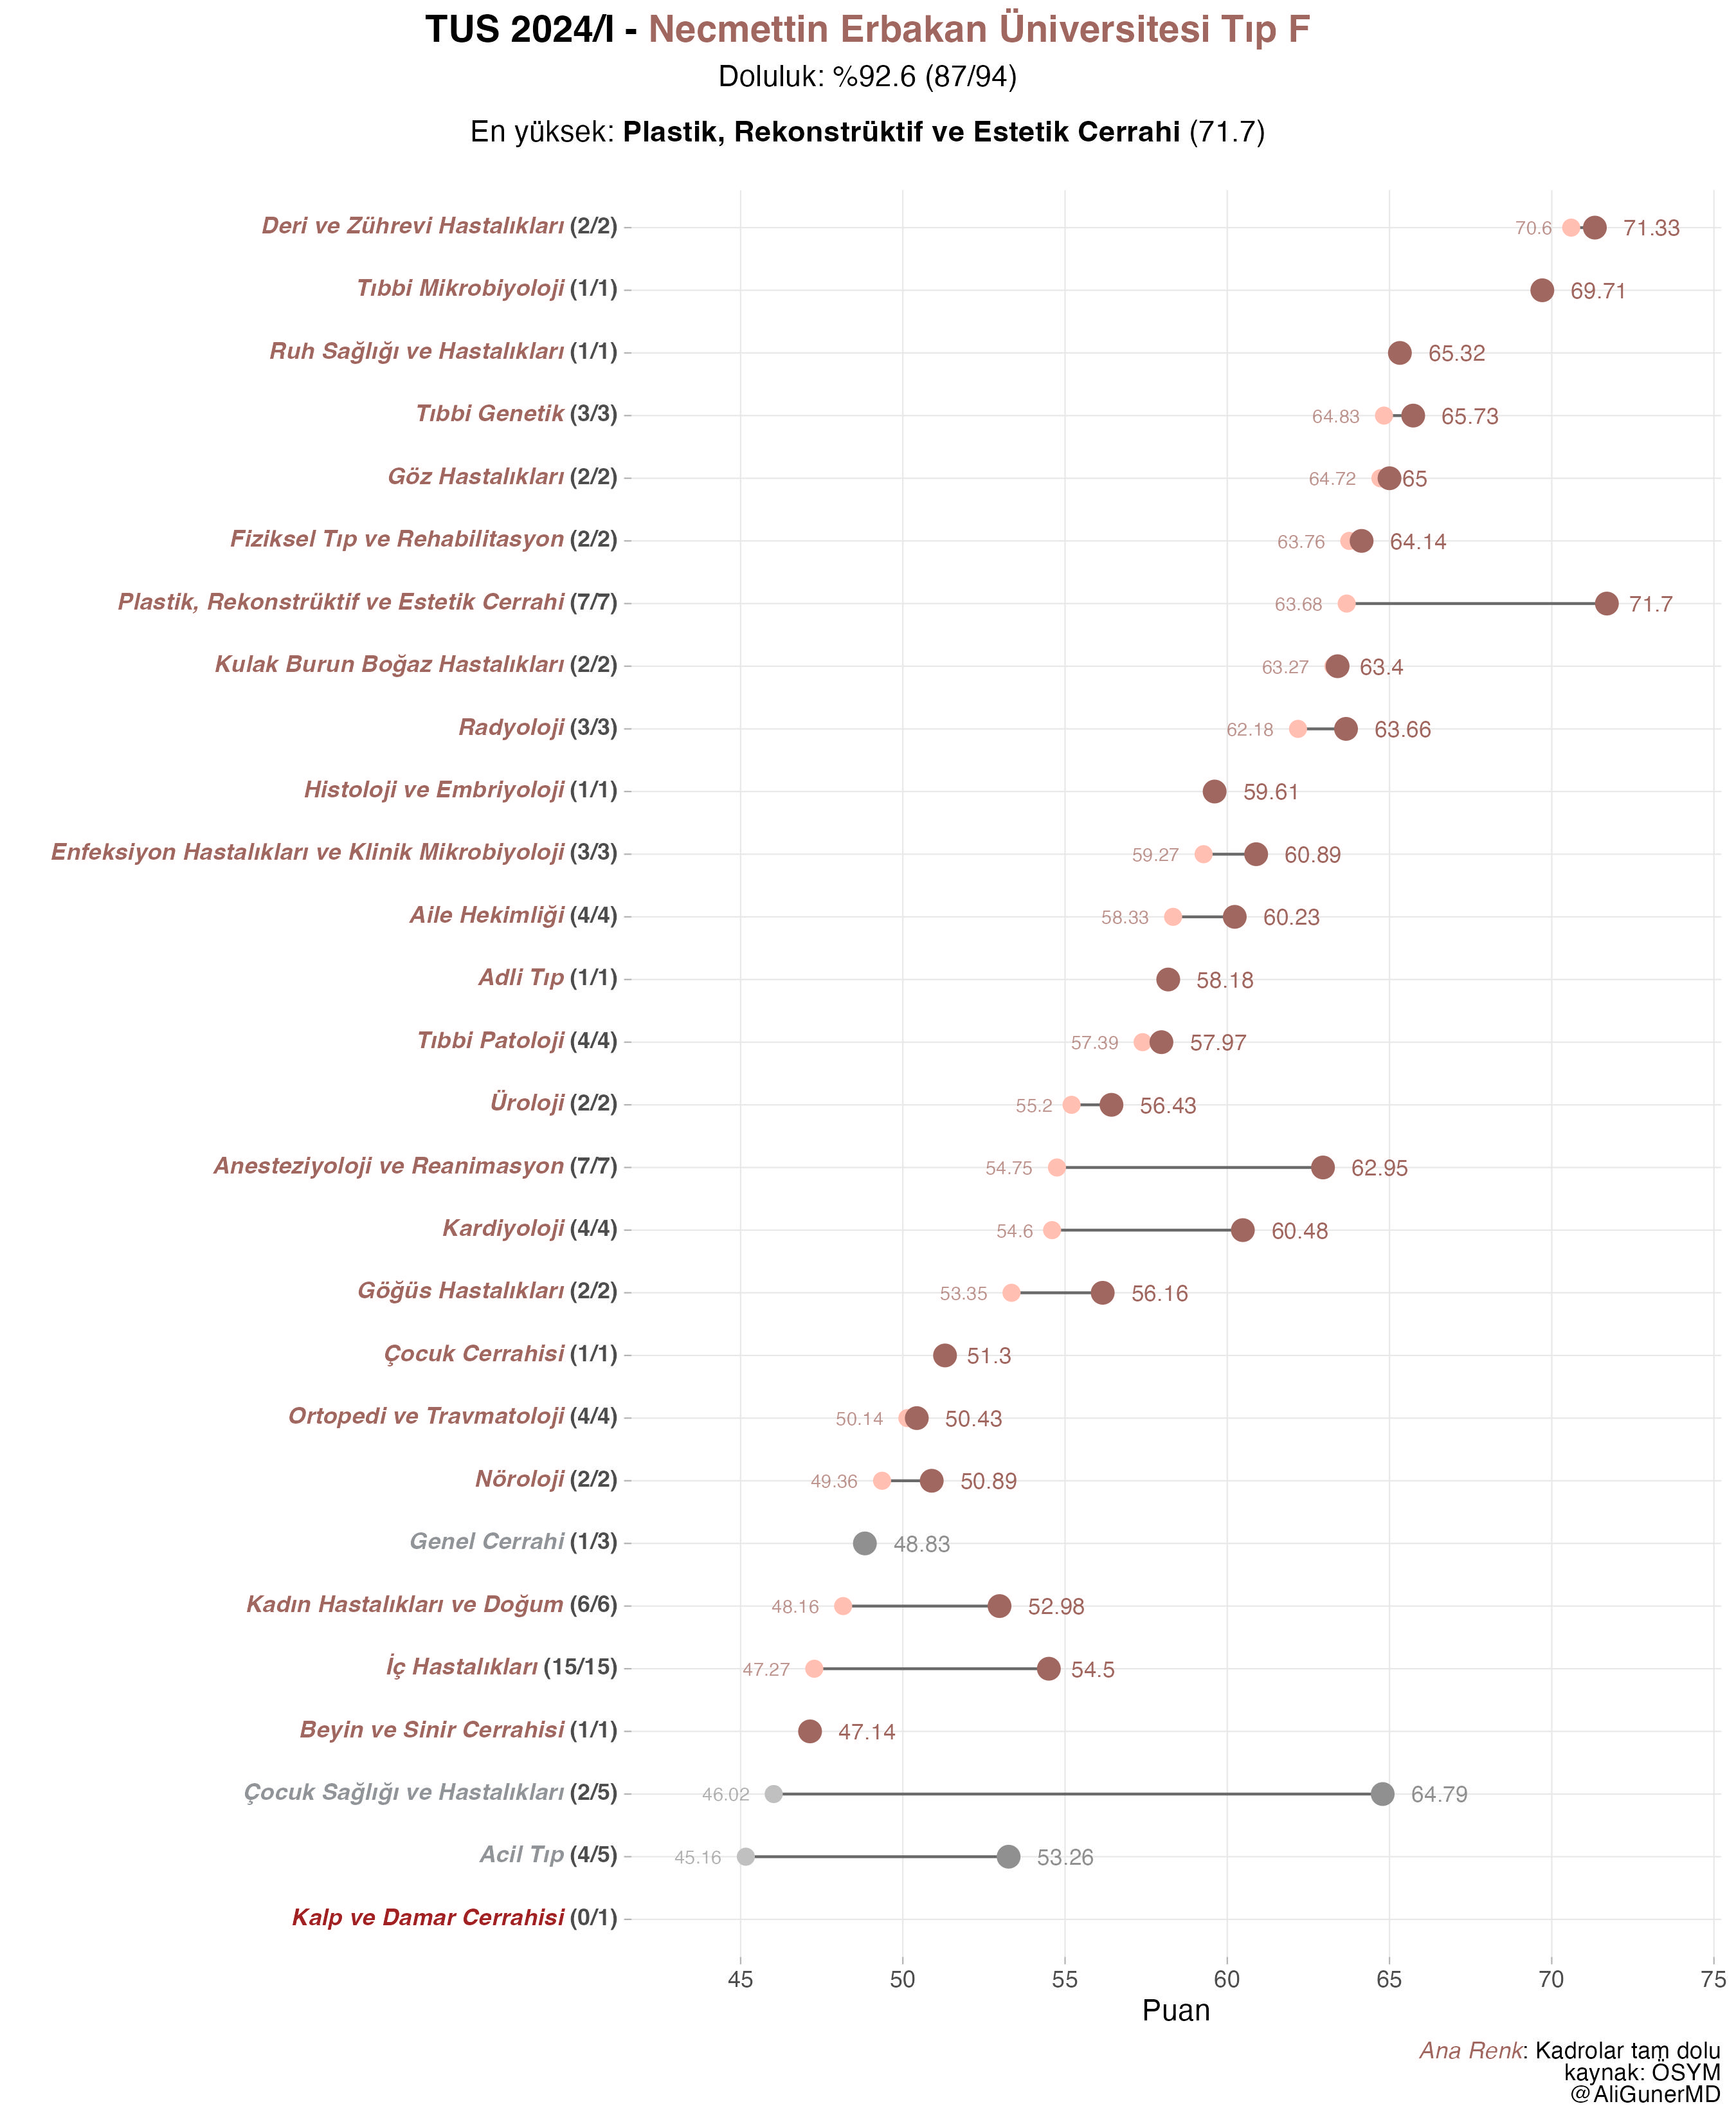 TUS 2024/I - Necmettin Erbakan Üniversitesi Tıp F
Doluluk: %92.6 (87/94)
En yüksek: Plastik, Rekonstrüktif ve Estetik Cerrahi (71.7)
Deri ve Zührevi Hastalıkları (2/2) 70.6 71.33
Tıbbi Mikrobiyoloji (1/1) 69.71
Ruh Sağlığı ve Hastalıkları (1/1) 65.32
Tıbbi Genetik (3/3) 64.83 65.73
Göz Hastalıkları (2/2) 64.72 65
Fiziksel Tıp ve Rehabilitasyon (2/2) 63.76 64.14
Plastik, Rekonstrüktif ve Estetik Cerrahi (7/7) 63.68 71.7
Kulak Burun Boğaz Hastalıkları (2/2) 63.27 63.4
Radyoloji (3/3) 62.18 63.66
Histoloji ve Embriyoloji (1/1) 59.61
Enfeksiyon Hastalıkları ve Klinik Mikrobiyoloji (3/3) 59.27 60.89
Aile Hekimliği (4/4) 58.33 60.23
Adli Tıp (1/1) 58.18
Tıbbi Patoloji (4/4) 57.39 57.97
Üroloji (2/2) 55.2 56.43
Anesteziyoloji ve Reanimasyon (7/7) 54.75 62.95
Kardiyoloji (4/4) 54.6 60.48
Göğüs Hastalıkları (2/2) 53.35 56.16
Çocuk Cerrahisi (1/1) 51.3
Ortopedi ve Travmatoloji (4/4) 50.14 50.43
Nöroloji (2/2) 49.36 50.89
Genel Cerrahi (1/3) 48.83
Kadın Hastalıkları ve Doğum (6/6) 48.16 52.98
İç Hastalıkları (15/15) 47.27 54.5
Beyin ve Sinir Cerrahisi (1/1) 47.14
Çocuk Sağlığı ve Hastalıkları (2/5) 46.02 64.79
Acil Tıp (4/5) 45.16 53.26
Kalp ve Damar Cerrahisi (0/1)
45 50 55 60 65 70 75
Puan
Ana Renk: Kadrolar tam dolu
kaynak: ÖSYM
@AliGunerMD